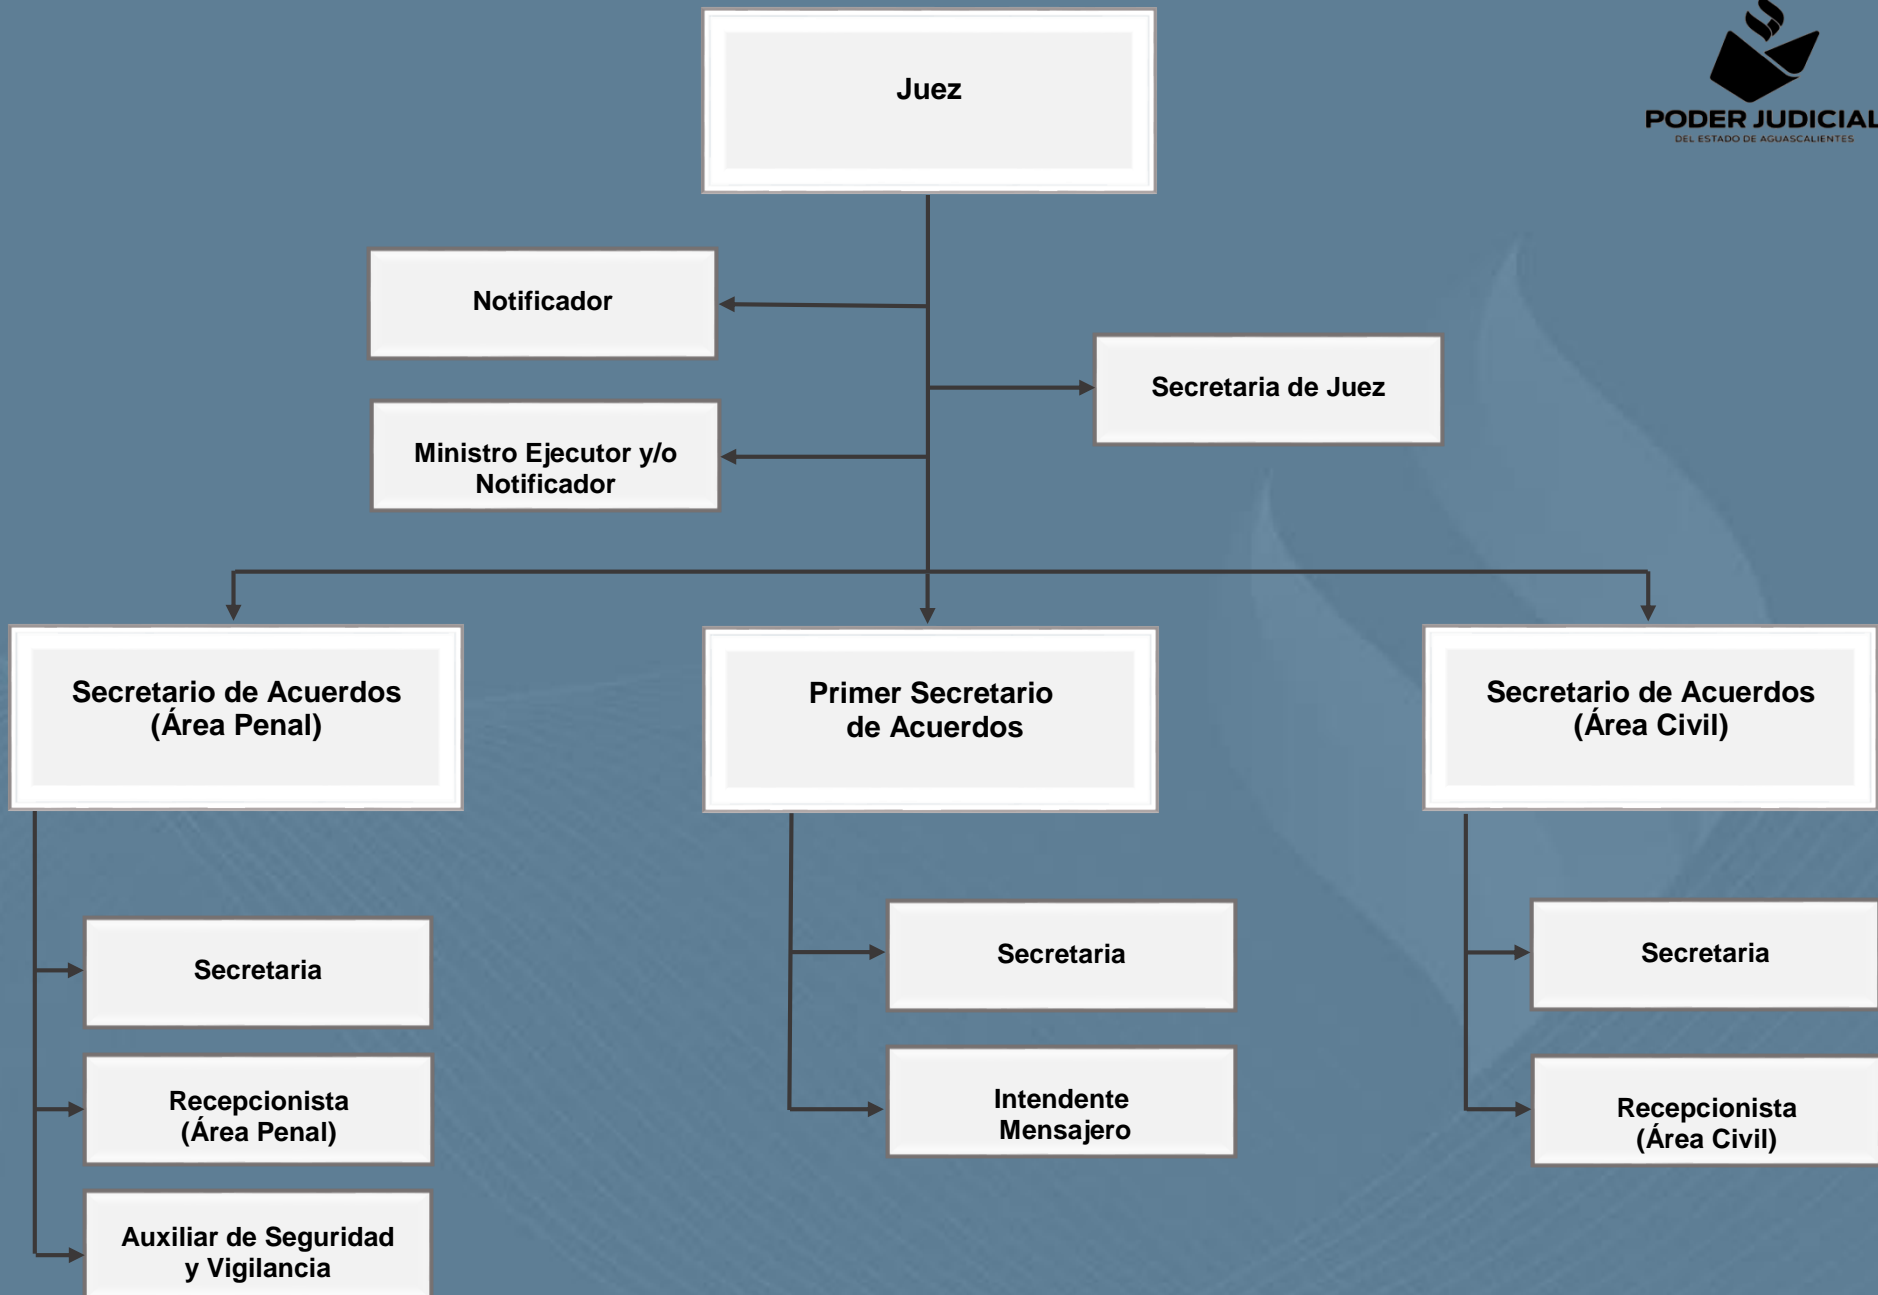 Juez
PODER JUDICIAL
DEL ESTADO DE AGUASCALIENTES
Notificador
Secretaria de Juez
Ministro Ejecutor y/o
Notificador
Secretario de Acuerdos
(Área Penal)
Primer Secretario
de Acuerdos
Secretario de Acuerdos
(Área Civil)
Secretaria
Secretaria
Secretaria
Recepcionista
(Área Penal)
Intendente
Mensajero
Recepcionista
(Área Civil)
Auxiliar de Seguridad
y Vigilancia